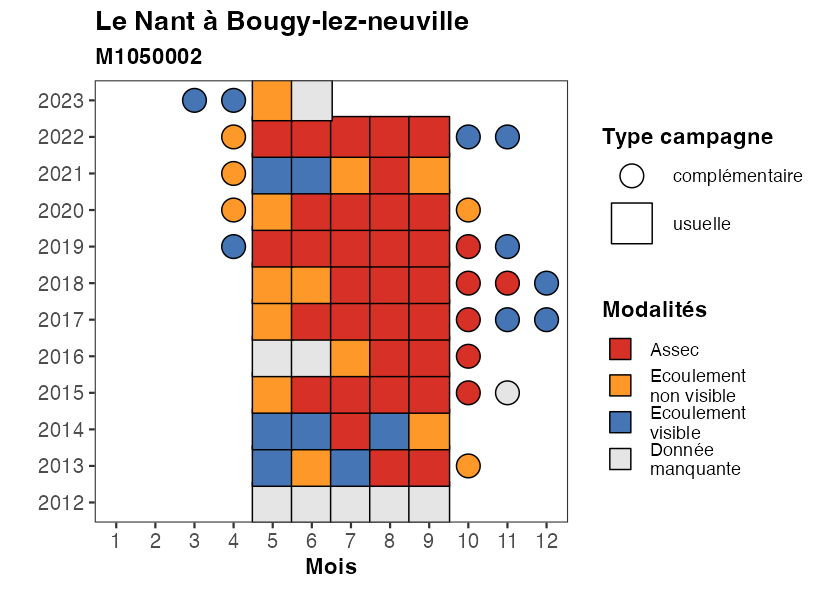 Le Nant à Bougy-lez-neuville
M1050002
2023
2022
2021
2020
2019
2018
2017
2016
2015
2014
2013
2012
1 2 3 4 5 6 7 8 9 10 11 12
Mois
Type campagne
complémentaire
usuelle
Modalités
Assec
Ecoulement
non visible
Ecoulement
visible
Donnée
manquante